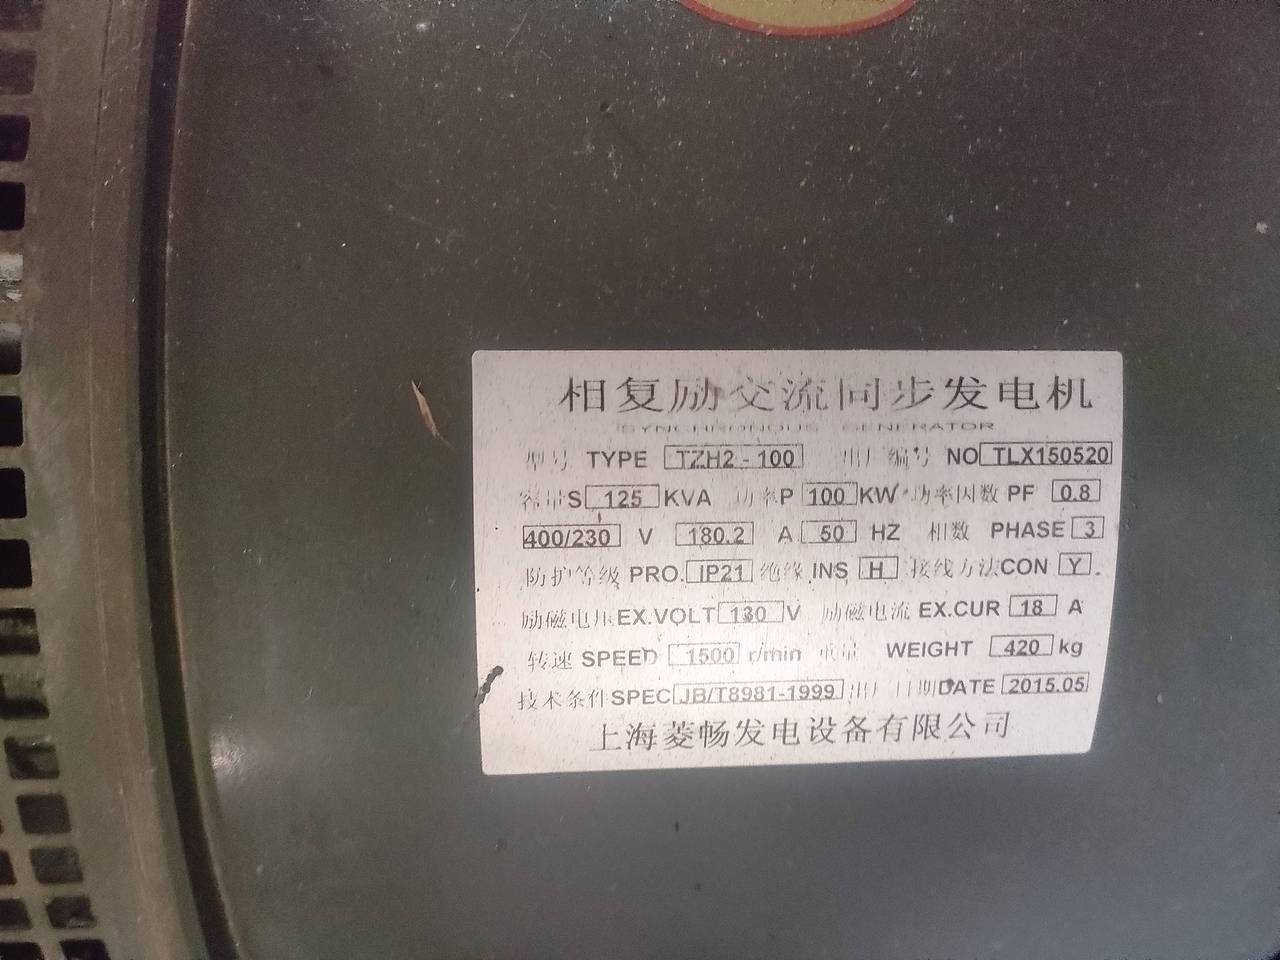 相复励交流同步发电机
SYNCHRONOUS GENERATOR
型号 TYPE TZH2-100 出厂编号 NO TLX150520
容量S 125 KVA 功率P 100 KW 功率因数 PF 0.8
400/230 V 180.2 A 50 HZ 相数 PHASE 3
防护等级 PRO. IP21 绝缘 INS H 接线方法CON Y
励磁电压EX.VOLT 130 V 励磁电流 EX.CUR 18 A
转速 SPEED 1500 r/min 重量 WEIGHT 420 kg
技术条件SPEC JB/T8981-1999 出厂日期DATE 2015.05
上海菱畅发电设备有限公司